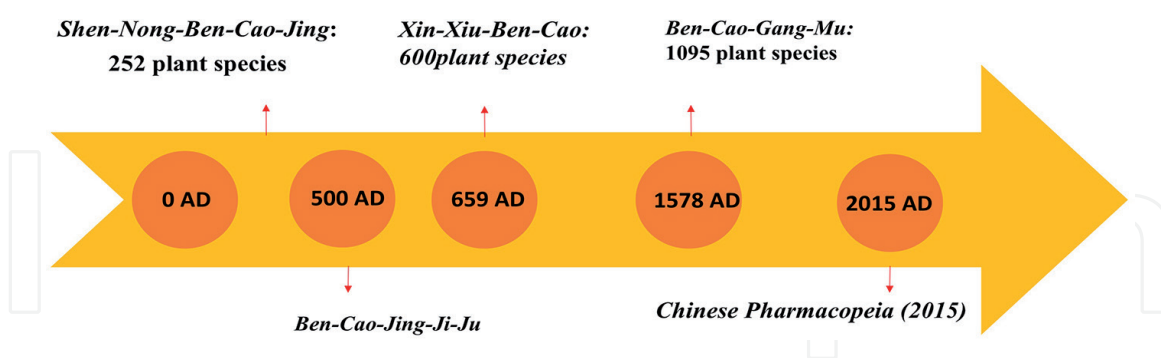 Shen-Nong-Ben-Cao-Jing:
252 plant species
Xin-Xiu-Ben-Cao:
600plant species
Ben-Cao-Gang-Mu:
1095 plant species
0 AD
500 AD
659 AD
1578 AD
2015 AD
Ben-Cao-Jing-Ji-Ju
Chinese Pharmacopeia (2015)